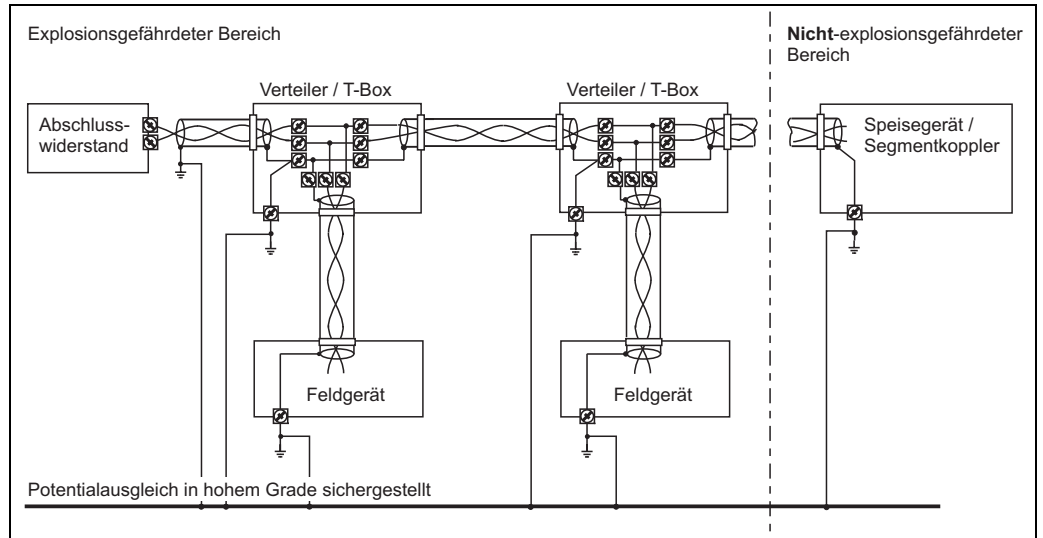 Explosionsgefährdeter Bereich
Nicht-explosionsgefährdeter
Bereich
Verteiler / T-Box
Verteiler / T-Box
Abschluss-
widerstand
Speisegerät /
Segmentkoppler
Feldgerät
Feldgerät
Potentialausgleich in hohem Grade sichergestellt